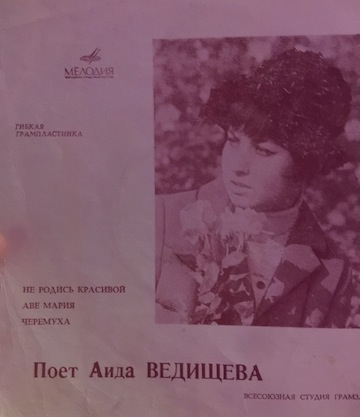 МЕЛОДИЯ
ГИБКАЯ
ГРАМПЛАСТИНКА
НЕ РОДИСЬ КРАСИВОЙ
АВЕ МАРИЯ
ЧЕРЕМУХА
Поет Аида ВЕДИЩЕВА
ВСЕСОЮЗНАЯ СТУДИЯ